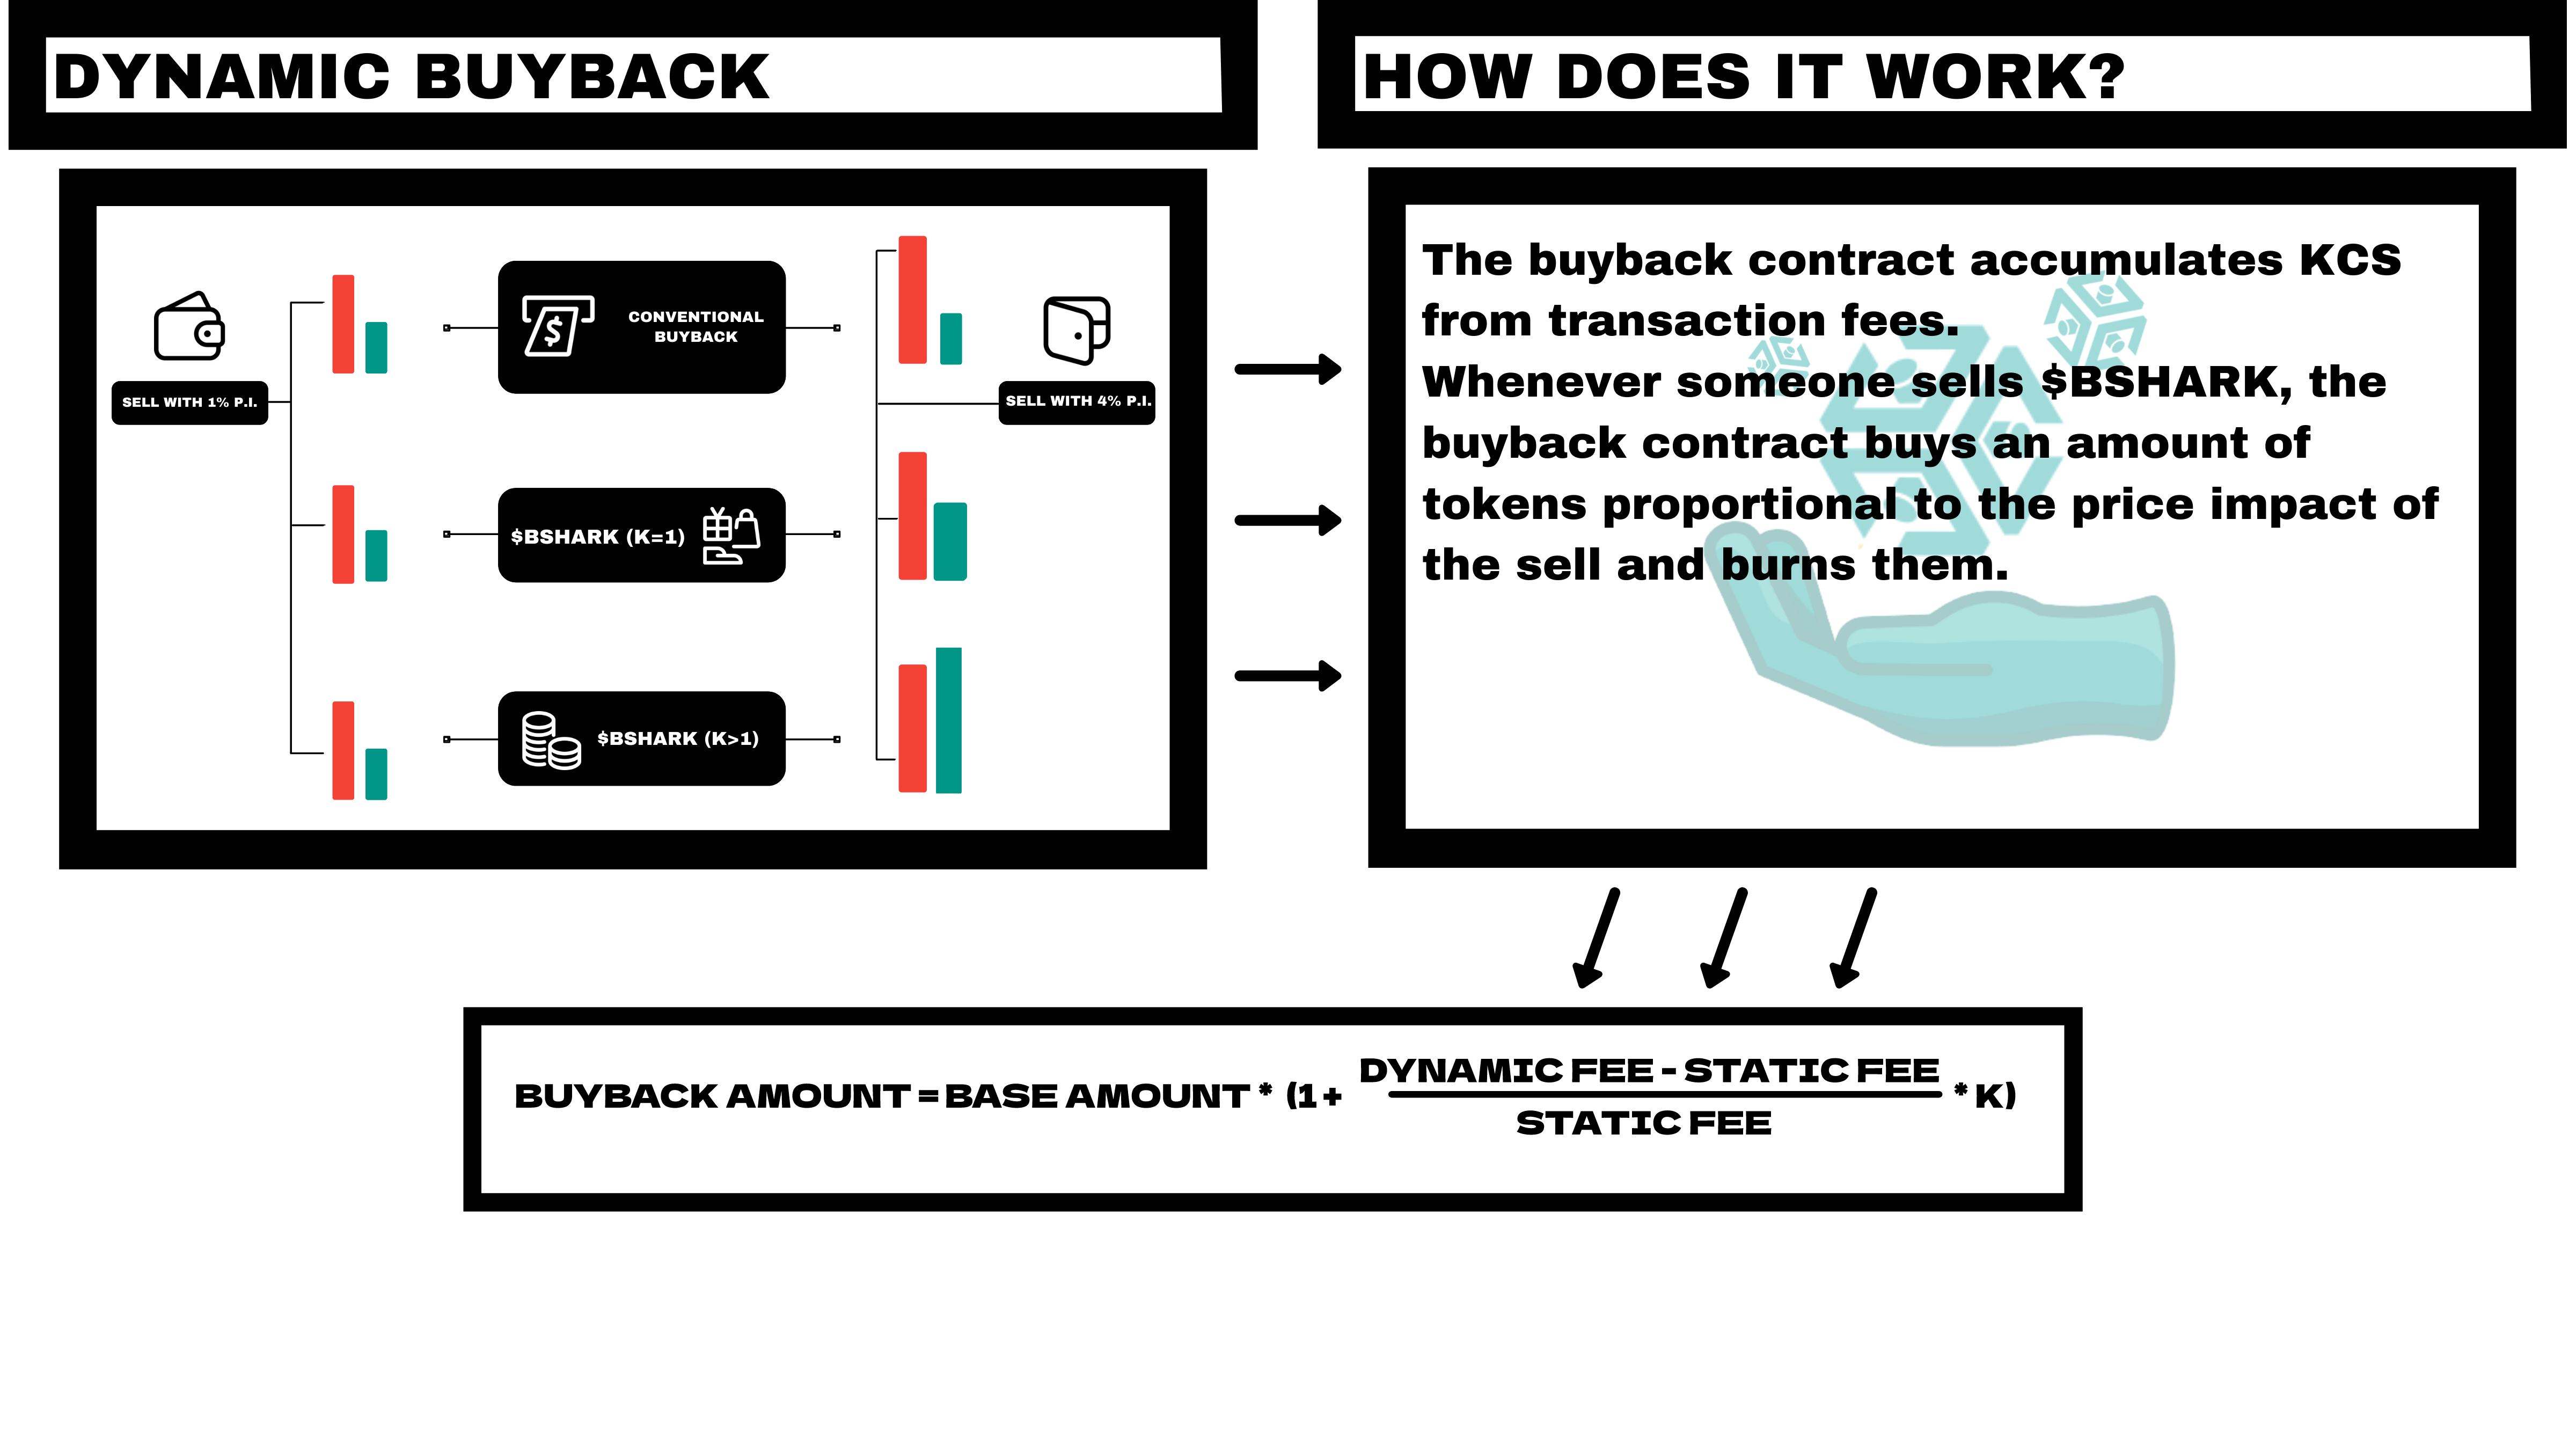 DYNAMIC BUYBACK
HOW DOES IT WORK?
SELL WITH 1% P.I.
CONVENTIONAL
BUYBACK
$BSHARK (K=1)
$BSHARK (K>1)
SELL WITH 4% P.I.
The buyback contract accumulates KCS
from transaction fees.
Whenever someone sells $BSHARK, the
buyback contract buys an amount of
tokens proportional to the price impact of
the sell and burns them.
BUYBACK AMOUNT = BASE AMOUNT * (1 + DYNAMIC FEE - STATIC FEE * K)
STATIC FEE